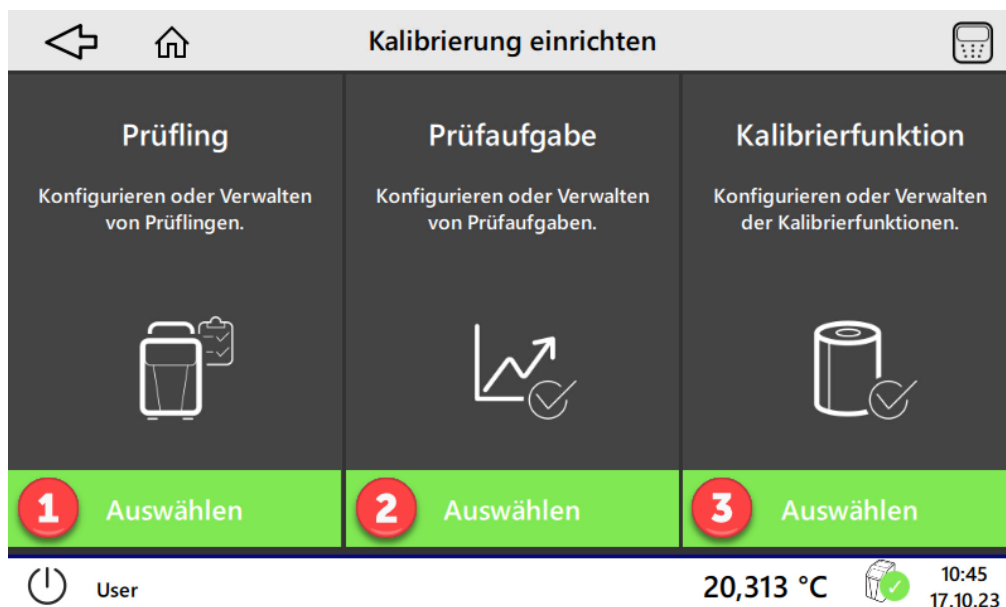 Kalibrierung einrichten
Prüfling
Konfigurieren oder Verwalten
von Prüflingen.
1 Auswählen
Prüfaufgabe
Konfigurieren oder Verwalten
von Prüfaufgaben.
2 Auswählen
Kalibrierfunktion
Konfigurieren oder Verwalten
der Kalibrierfunktionen.
3 Auswählen
User
20,313 °C
10:45
17.10.23